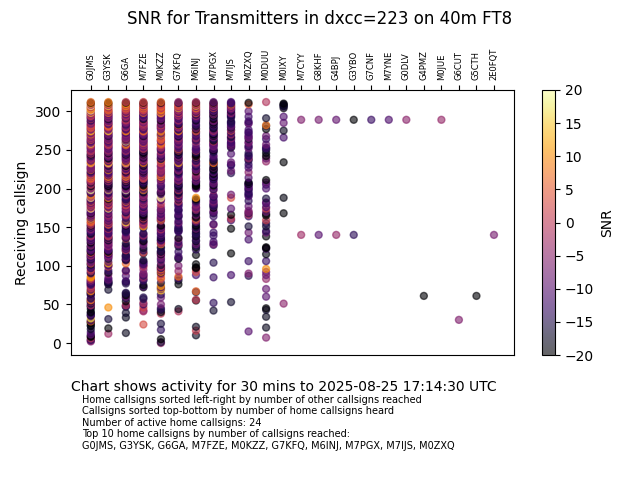 SNR for Transmitters in dxcc=223 on 40m FT8
G0JMS G3YSK G6GA M7FZE M0KZZ G7KFQ M6INJ M7PGX M7IJS M0ZXQ M0DUU M0IXY M7CYY G8KHF G4BPJ G3YBO G7CNF M7YNE G0DLV G4PMZ M0JUE G6CUT G5CTH 2E0FQT
300
250
200
150
100
50
0
Receiving callsign
20
15
10
5
0
−5
−10
−15
−20
SNR
Chart shows activity for 30 mins to 2025-08-25 17:14:30 UTC
Home callsigns sorted left-right by number of other callsigns reached
Callsigns sorted top-bottom by number of home callsigns heard
Number of active home callsigns: 24
Top 10 home callsigns by number of callsigns reached:
G0JMS, G3YSK, G6GA, M7FZE, M0KZZ, G7KFQ, M6INJ, M7PGX, M7IJS, M0ZXQ